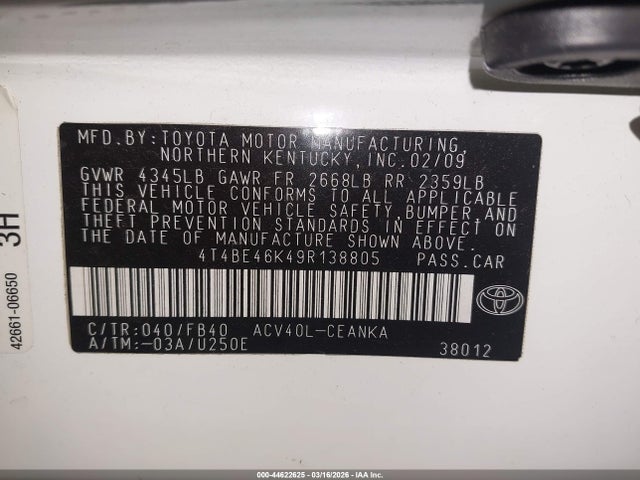 MFD.BY: TOYOTA MOTOR MANUFACTURING,
NORTHERN KENTUCKY, INC. 02/09
GVWR 4345LB GAWR FR 2668LB RR 2359LB
THIS VEHICLE CONFORMS TO ALL APPLICABLE
FEDERAL MOTOR VEHICLE SAFETY, BUMPER, AND
THEFT PREVENTION STANDARDS IN EFFECT ON
THE DATE OF MANUFACTURE SHOWN ABOVE.
4T4BE46K49R138805 PASS.CAR
C/TR: 040/FB40 ACV40L-CEANKA
A/TM: -03A/U250E
38012
42661-06650
3H
000-44622625 - 03/16/2026 - IAA Inc.